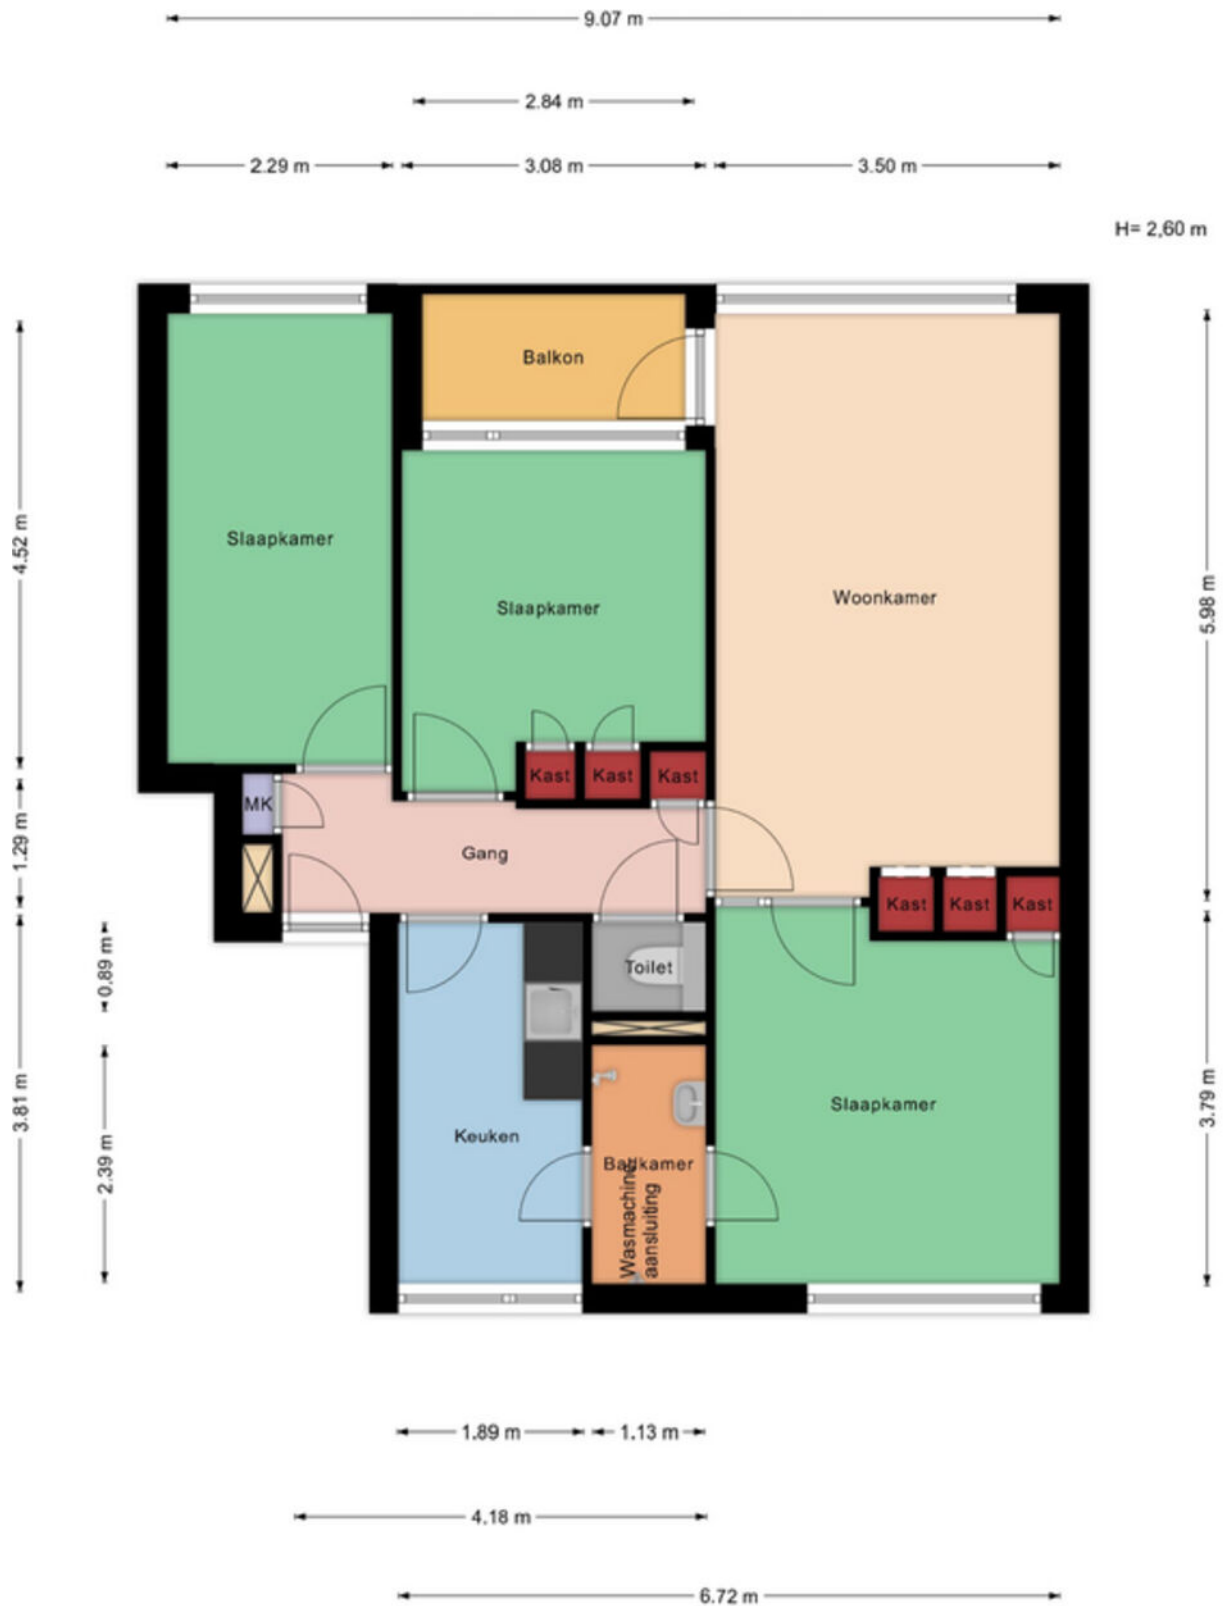 9.07 m
2.84 m
2.29 m
3.08 m
3.50 m
H= 2,60 m
Balkon
4.52 m
Slaapkamer
5.98 m
Woonkamer
Slaapkamer
Kast
Kast
Kast
MK
1.29 m
Gang
Kast
Kast
Kast
0.89 m
Toilet
3.81 m
3.79 m
Slaapkamer
Keuken
2.39 m
Badkamer
Wasmachine
aansluiting
1.89 m
1.13 m
4.18 m
6.72 m